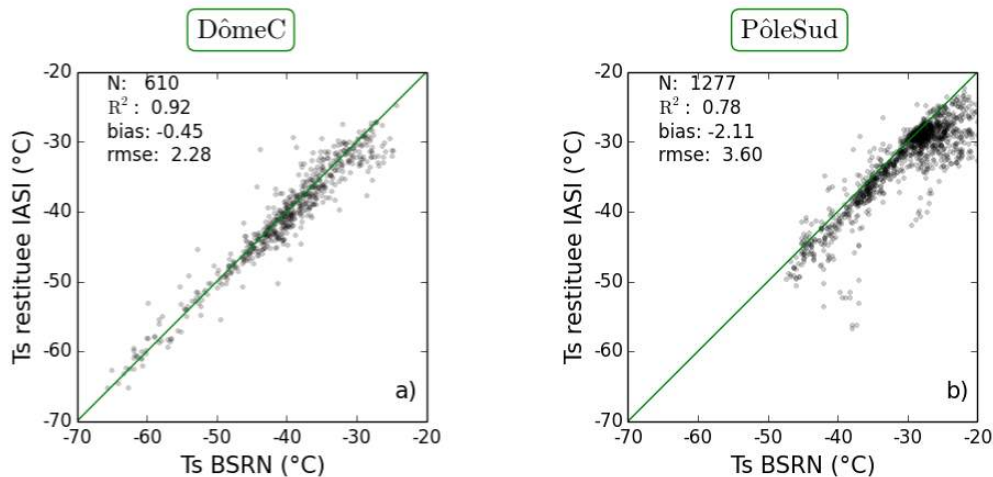 DômeC
-20
-30
-40
-50
-60
-70
Ts restituee IASI (°C)
N: 610
R² : 0.92
bias: -0.45
rmse: 2.28
a)
-70 -60 -50 -40 -30 -20
Ts BSRN (°C)
PôleSud
-20
-30
-40
-50
-60
-70
Ts restituee IASI (°C)
N: 1277
R² : 0.78
bias: -2.11
rmse: 3.60
b)
-70 -60 -50 -40 -30 -20
Ts BSRN (°C)